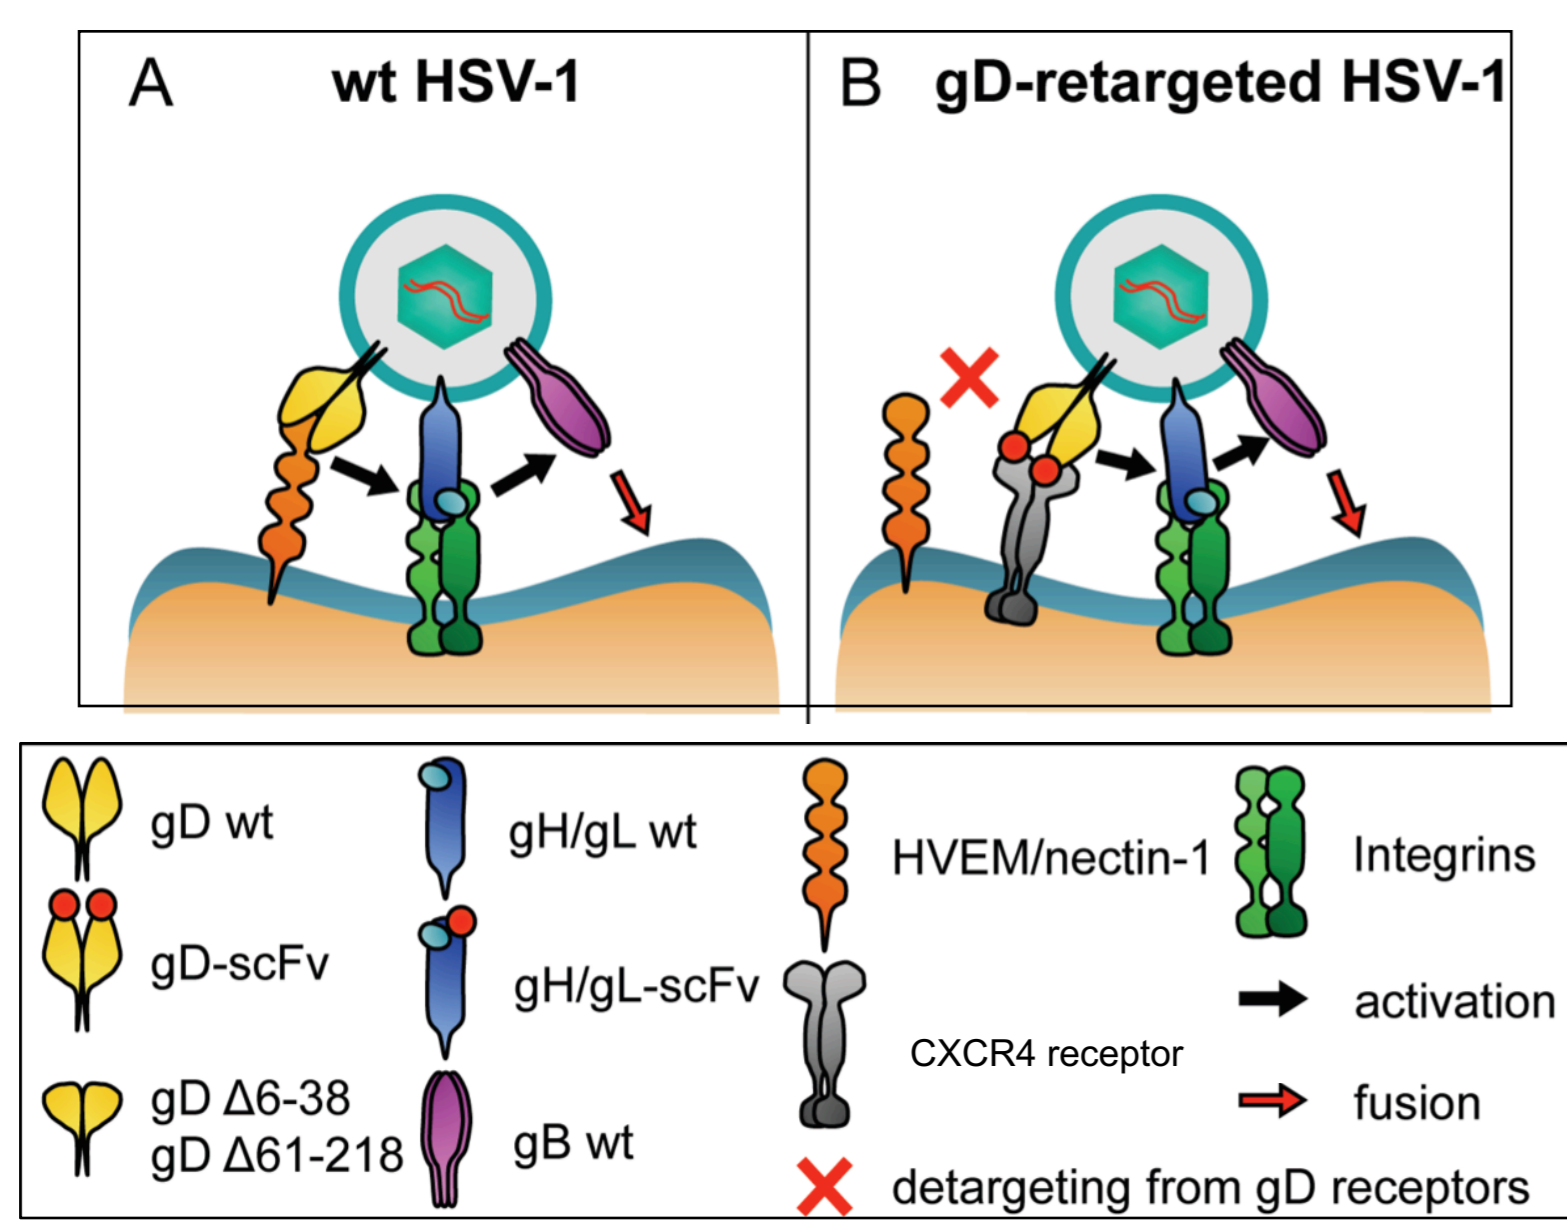 A
wt HSV-1
B
gD-retargeted HSV-1
gD wt
gD-scFv
gD Δ6-38
gD Δ61-218
gH/gL wt
gH/gL-scFv
gB wt
HVEM/nectin-1
CXCR4 receptor
detargeting from gD receptors
Integrins
activation
fusion